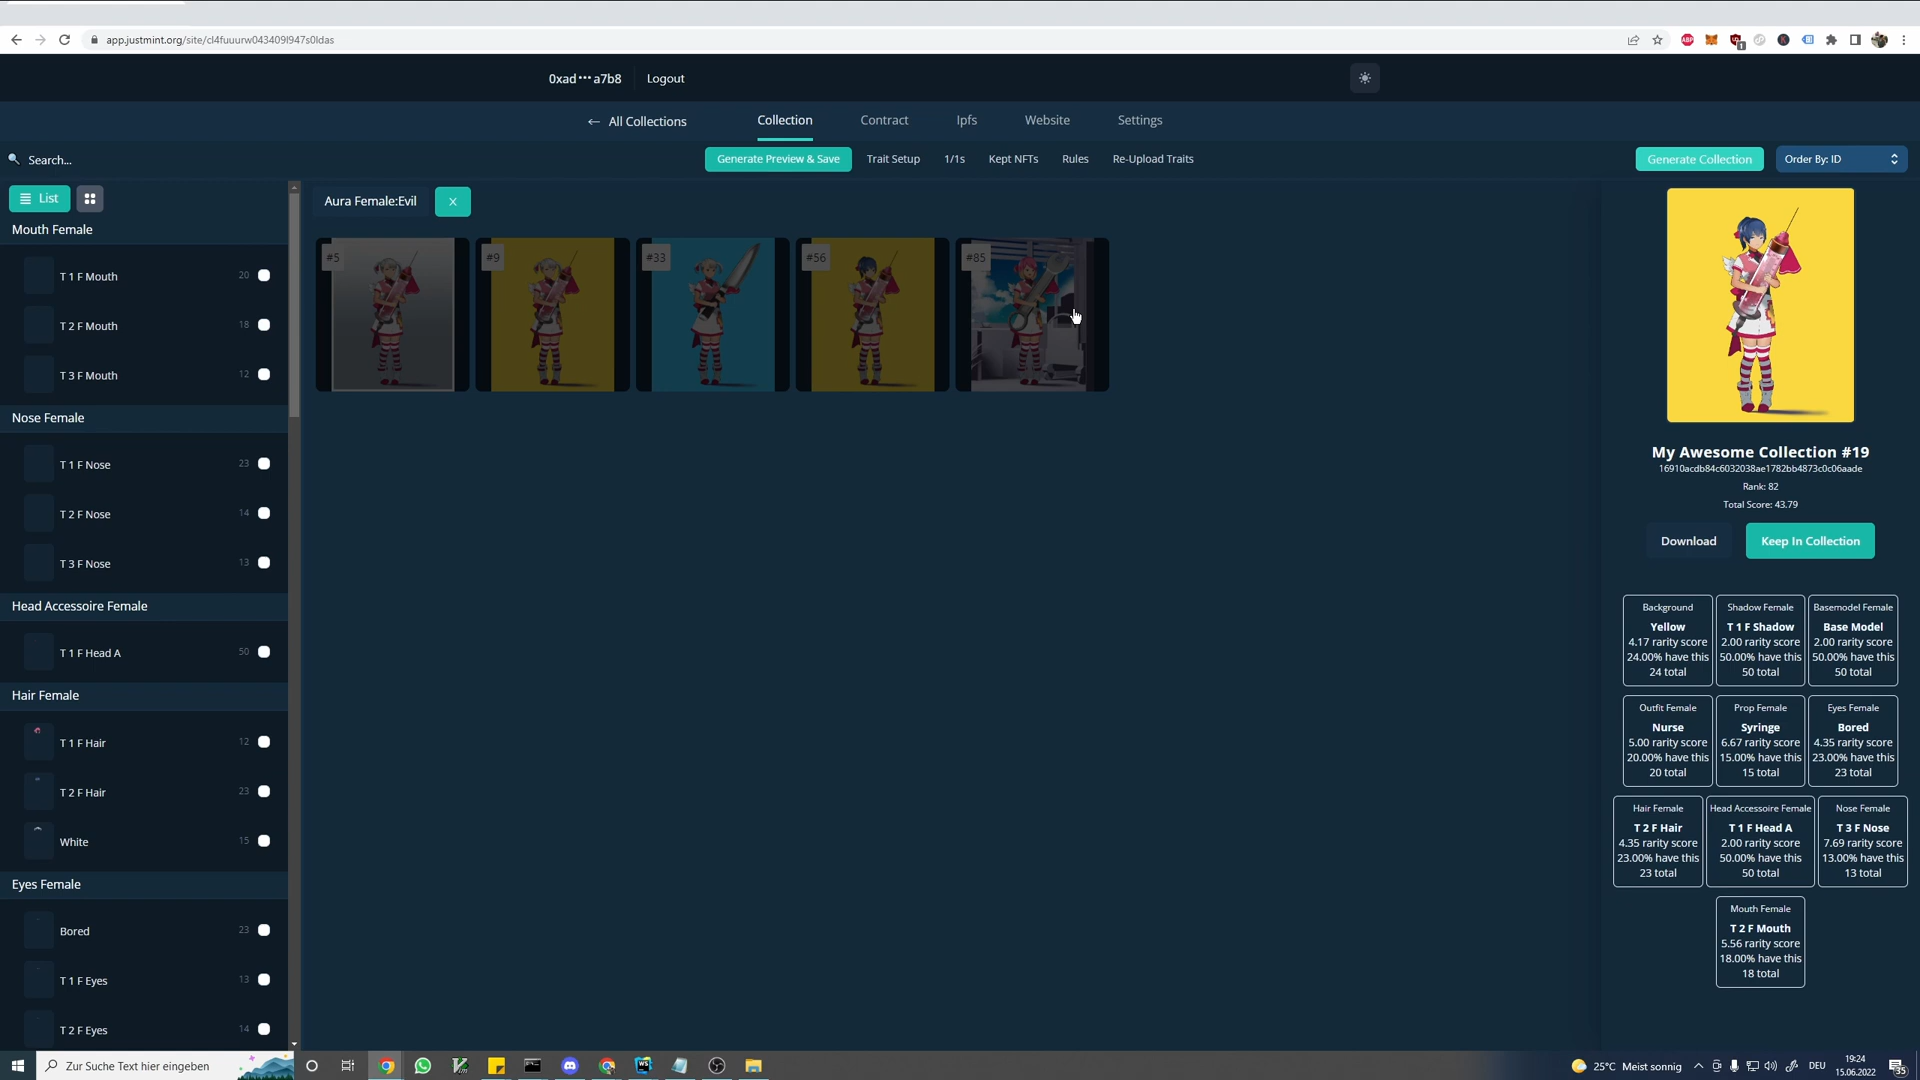 app.justmint.org/site/cl4fuuurw043409l947s0ldas
0xad•••a7b8
Logout
← All Collections
Collection
Contract
Ipfs
Website
Settings
Search...
Generate Preview & Save
Trait Setup
1/1s
Kept NFTs
Rules
Re-Upload Traits
Generate Collection
Order By: ID
List
Mouth Female
T 1 F Mouth 20
T 2 F Mouth 18
T 3 F Mouth 12
Nose Female
T 1 F Nose 23
T 2 F Nose 14
T 3 F Nose 13
Head Accessoire Female
T 1 F Head A 50
Hair Female
T 1 F Hair 12
T 2 F Hair 23
White 15
Eyes Female
Bored 23
T 1 F Eyes 13
T 2 F Eyes 14
Aura Female:Evil
X
#5
#9
#33
#56
#85
My Awesome Collection #19
16910acdb84c6032038ae1782bb4873c0c06aade
Rank: 82
Total Score: 43.79
Download
Keep In Collection
Background
Yellow
4.17 rarity score
24.00% have this
24 total
Shadow Female
T 1 F Shadow
2.00 rarity score
50.00% have this
50 total
Basemodel Female
Base Model
2.00 rarity score
50.00% have this
50 total
Outfit Female
Nurse
5.00 rarity score
20.00% have this
20 total
Prop Female
Syringe
6.67 rarity score
15.00% have this
15 total
Eyes Female
Bored
4.35 rarity score
23.00% have this
23 total
Hair Female
T 2 F Hair
4.35 rarity score
23.00% have this
23 total
Head Accessoire Female
T 1 F Head A
2.00 rarity score
50.00% have this
50 total
Nose Female
T 3 F Nose
7.69 rarity score
13.00% have this
13 total
Mouth Female
T 2 F Mouth
5.56 rarity score
18.00% have this
18 total
Zur Suche Text hier eingeben
25°C Meist sonnig
DEU
19:24
15.06.2022
35